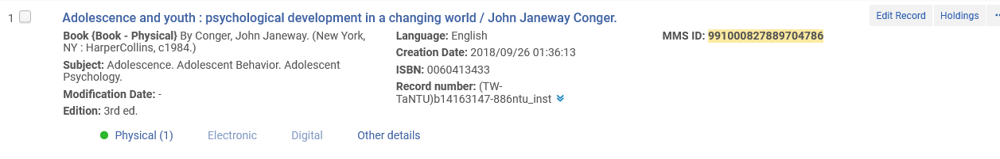 1 Adolescence and youth : psychological development in a changing world / John Janeway Conger. Edit Record Holdings
Book {Book - Physical} By Conger, John Janeway. (New York, NY : HarperCollins, c1984.)
Subject: Adolescence. Adolescent Behavior. Adolescent Psychology.
Modification Date: -
Edition: 3rd ed.
Language: English
Creation Date: 2018/09/26 01:36:13
ISBN: 0060413433
Record number: (TW-TaNTU)b14163147-886ntu_inst
MMS ID: 991000827889704786
Physical (1) Electronic Digital Other details